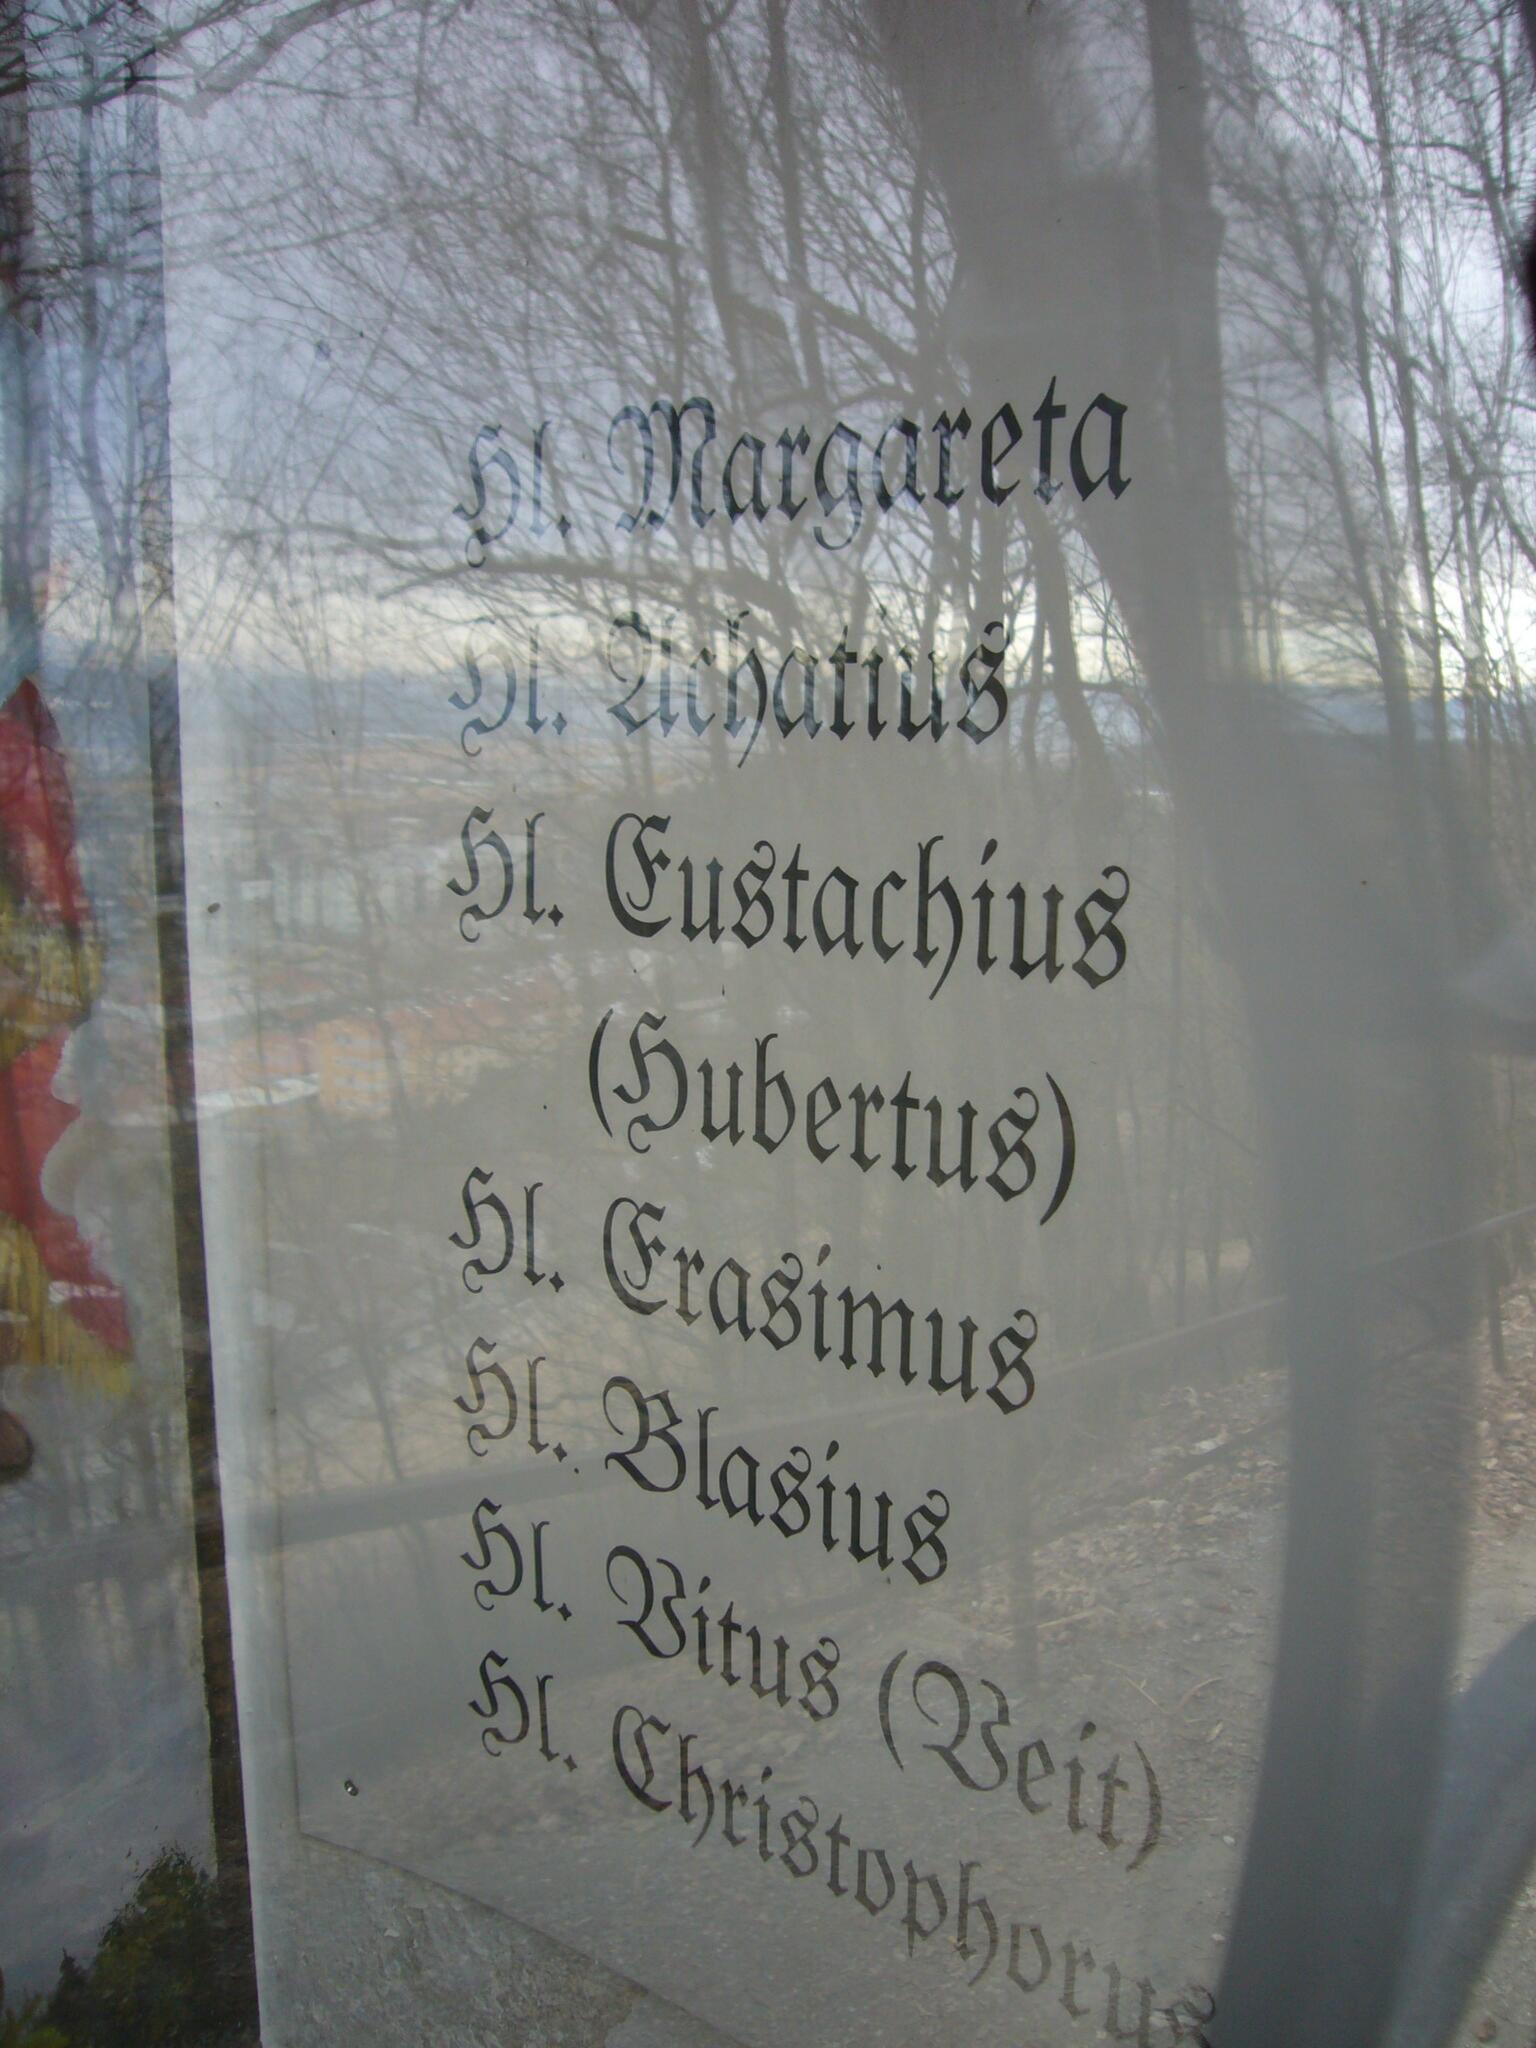 Hl. Margareta
Hl. Achatius
Hl. Eustachius
(Hubertus)
Hl. Erasimus
Hl. Blasius
Hl. Vitus (Veit)
Hl. Christophorus